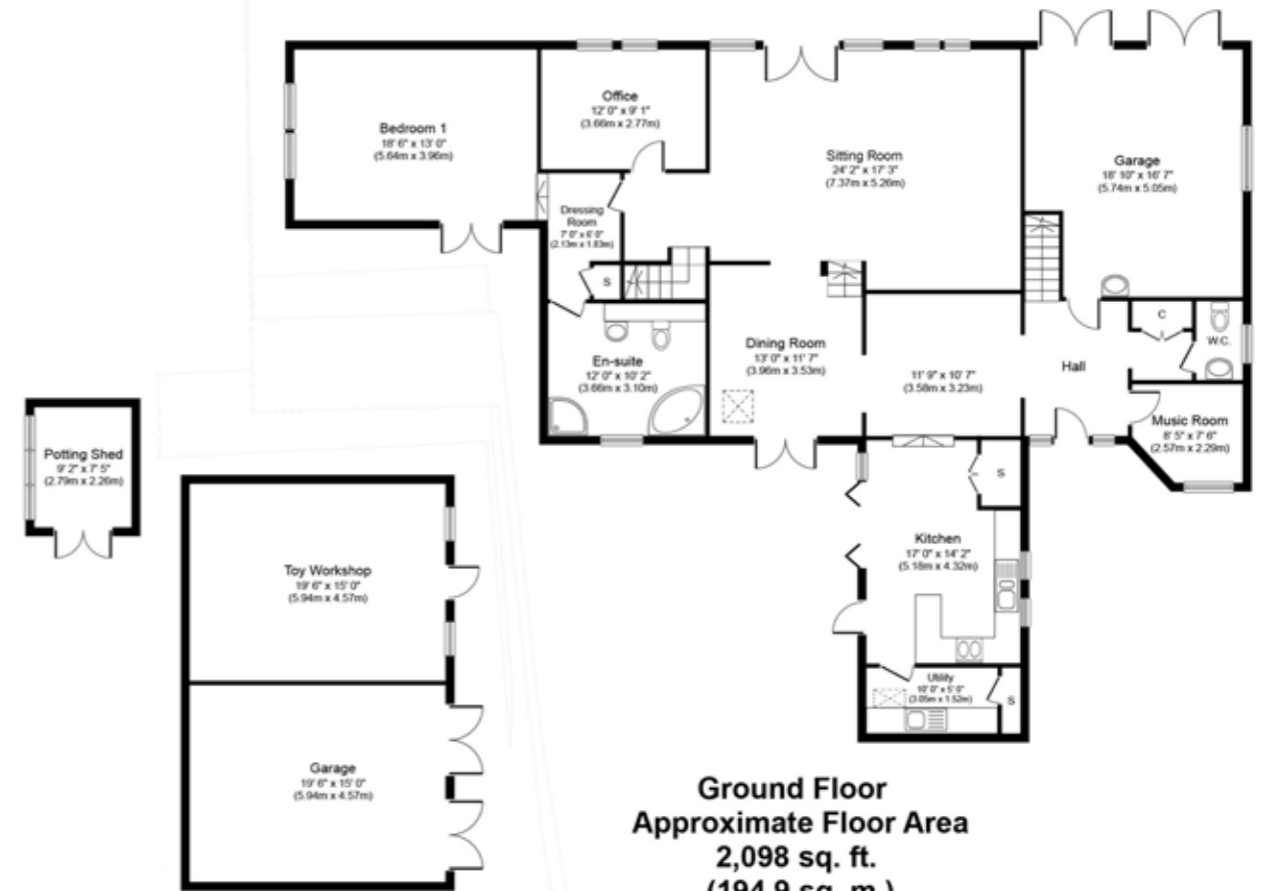 Office
12' 0" x 9' 1"
(3.66m x 2.77m)
Bedroom 1
18' 6" x 13' 0"
(5.64m x 3.96m)
Sitting Room
24' 2" x 17' 3"
(7.37m x 5.26m)
Garage
18' 10" x 16' 7"
(5.74m x 5.05m)
Dressing
Room
7' 0" x 6' 0"
(2.13m x 1.83m)
S
En-suite
12' 0" x 10' 2"
(3.66m x 3.10m)
Dining Room
13' 0" x 11' 7"
(3.96m x 3.53m)
11' 9" x 10' 7"
(3.58m x 3.23m)
Hall
C
W.C.
Music Room
8' 5" x 7' 6"
(2.57m x 2.29m)
Potting Shed
9' 2" x 7' 5"
(2.79m x 2.26m)
S
Kitchen
17' 0" x 14' 2"
(5.18m x 4.32m)
Toy Workshop
19' 6" x 15' 0"
(5.94m x 4.57m)
Utility
10' 0" x 5' 0"
(3.05m x 1.52m)
S
Garage
19' 6" x 15' 0"
(5.94m x 4.57m)
Ground Floor
Approximate Floor Area
2,098 sq. ft.
(194.9 sq. m.)